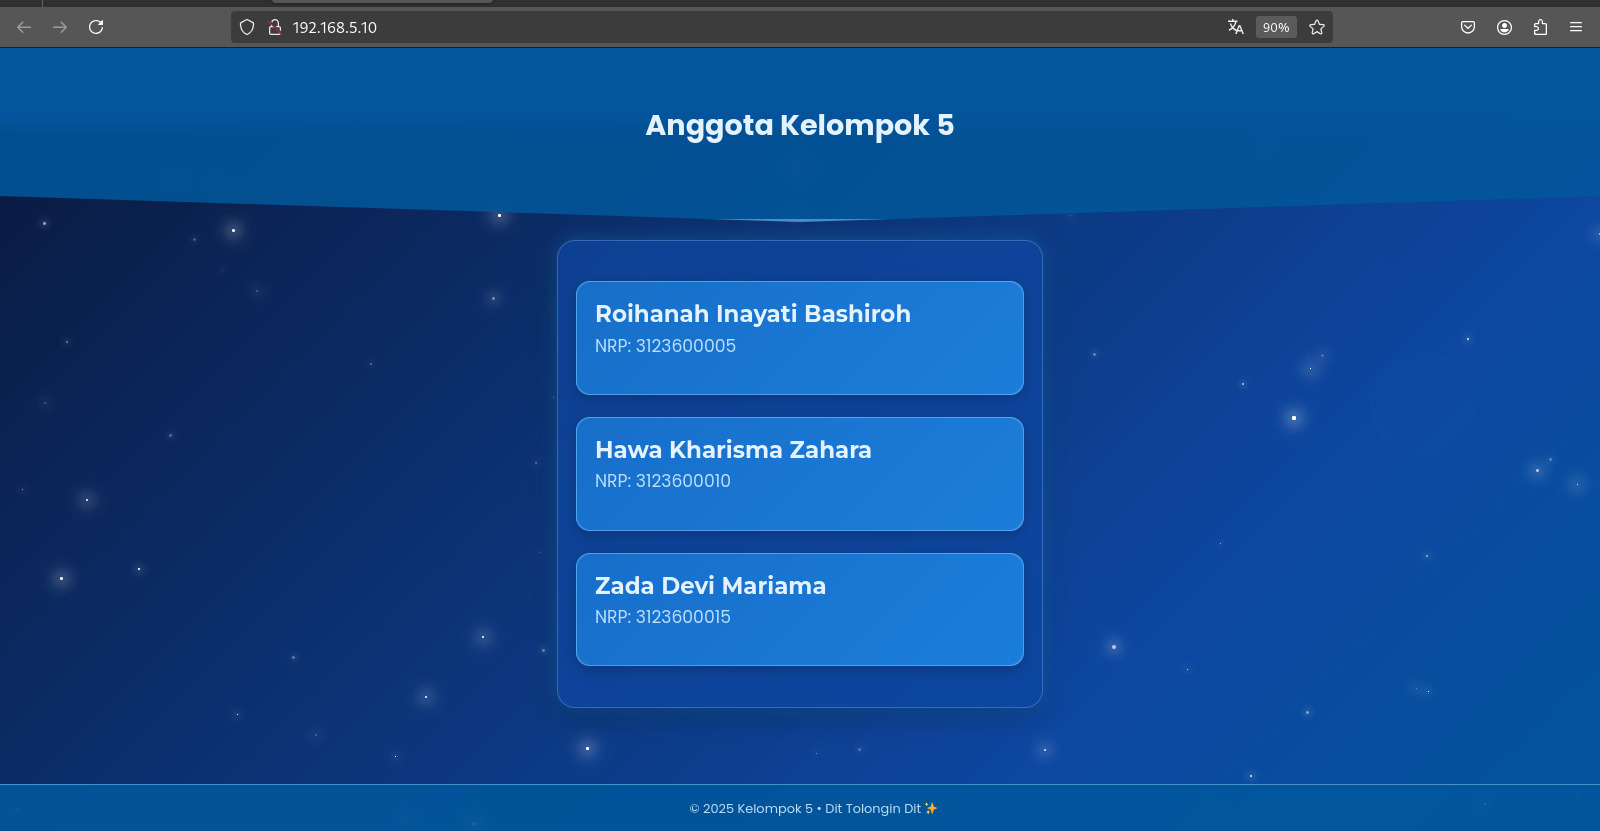 192.168.5.10
90%
Anggota Kelompok 5
Roihanah Inayati Bashiroh
NRP: 3123600005
Hawa Kharisma Zahara
NRP: 3123600010
Zada Devi Mariama
NRP: 3123600015
© 2025 Kelompok 5 • Dit Tolongin Dit ✨